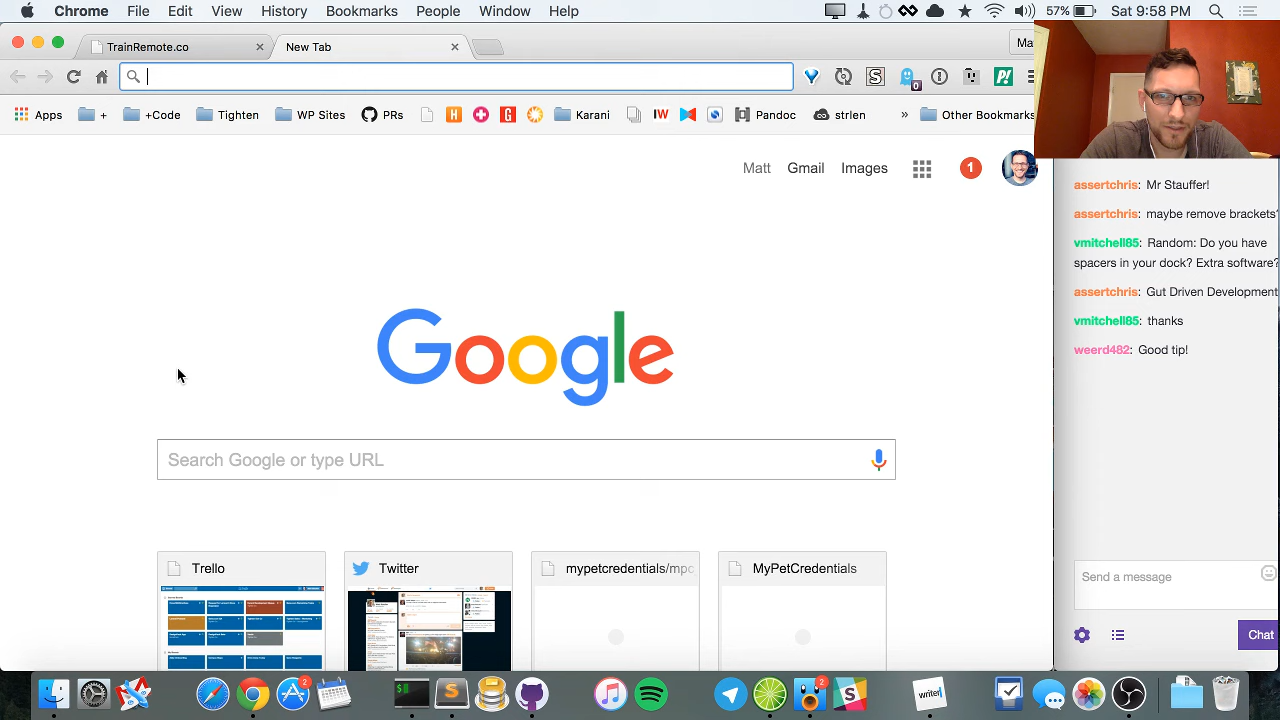 Chrome File Edit View History Bookmarks People Window Help 57% Sat 9:58 PM
TrainRemote.co New Tab
Apps + +Code Tighten WP Sites PRs Karani IW Pandoc strlen » Other Bookmarks
Matt Gmail Images 1
assertchris: Mr Stauffer!
assertchris: maybe remove brackets?
vmitchell85: Random: Do you have
spacers in your dock? Extra software?
assertchris: Gut Driven Development
vmitchell85: thanks
weerd482: Good tip!
Google
Search Google or type URL
Trello Twitter mypetcredentials/mpc MyPetCredentials
Send a message
Chat
writer